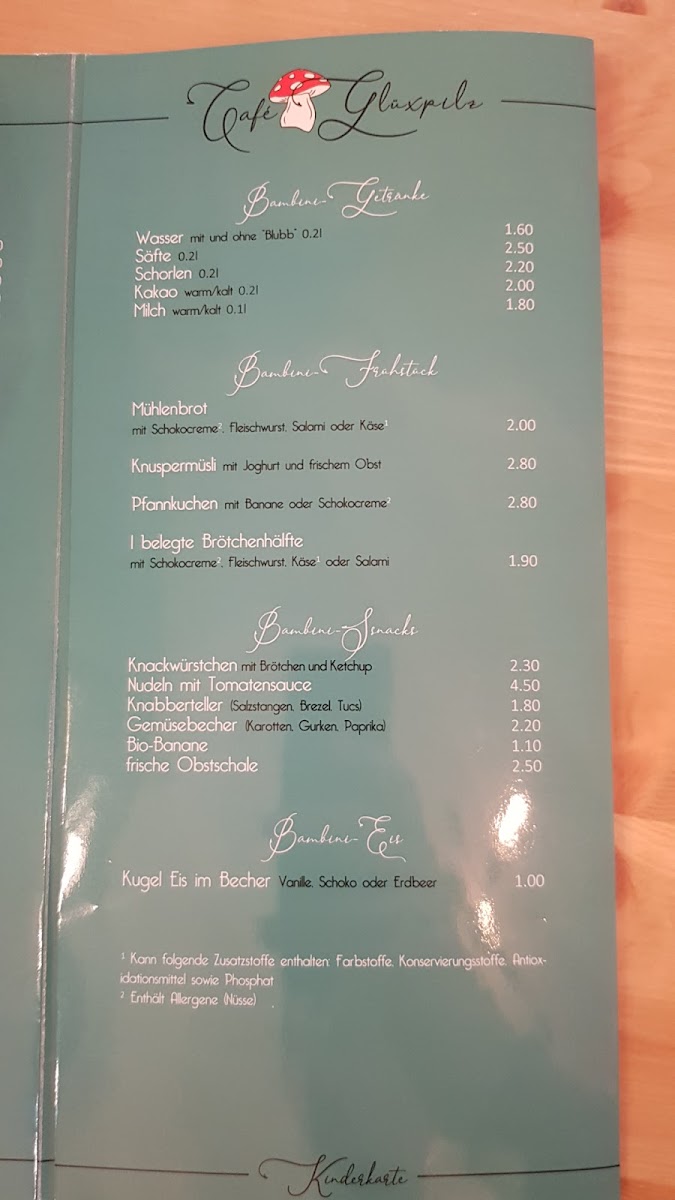 Café Glüxpilz
Bambini-Getränke
Wasser mit und ohne "Blubb" 0.2l 1.60
Säfte 0.2l 2.50
Schorlen 0.2l 2.20
Kakao warm/kalt 0.2l 2.00
Milch warm/kalt 0.1l 1.80
Bambini-Frühstück
Mühlenbrot
mit Schokocreme², Fleischwurst, Salami oder Käse¹ 2.00
Knuspermüsli mit Joghurt und frischem Obst 2.80
Pfannkuchen mit Banane oder Schokocreme² 2.80
1 belegte Brötchenhälfte
mit Schokocreme², Fleischwurst, Käse¹ oder Salami 1.90
Bambini-Snacks
Knackwürstchen mit Brötchen und Ketchup 2.30
Nudeln mit Tomatensauce 4.50
Knabberteller (Salzstangen, Brezel, Tucs) 1.80
Gemüsebecher (Karotten, Gurken, Paprika) 2.20
Bio-Banane 1.10
frische Obstschale 2.50
Bambini-Eis
Kugel Eis im Becher Vanille, Schoko oder Erdbeer 1.00
¹ Kann folgende Zusatzstoffe enthalten: Farbstoffe, Konservierungsstoffe, Antiox-
idationsmittel sowie Phosphat
² Enthält Allergene (Nüsse)
Kinderkarte